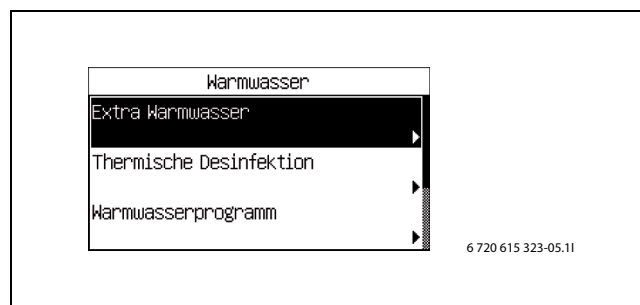 Warmwasser
Extra Warmwasser
Thermische Desinfektion
Warmwasserprogramm
6 720 615 323-05.1I